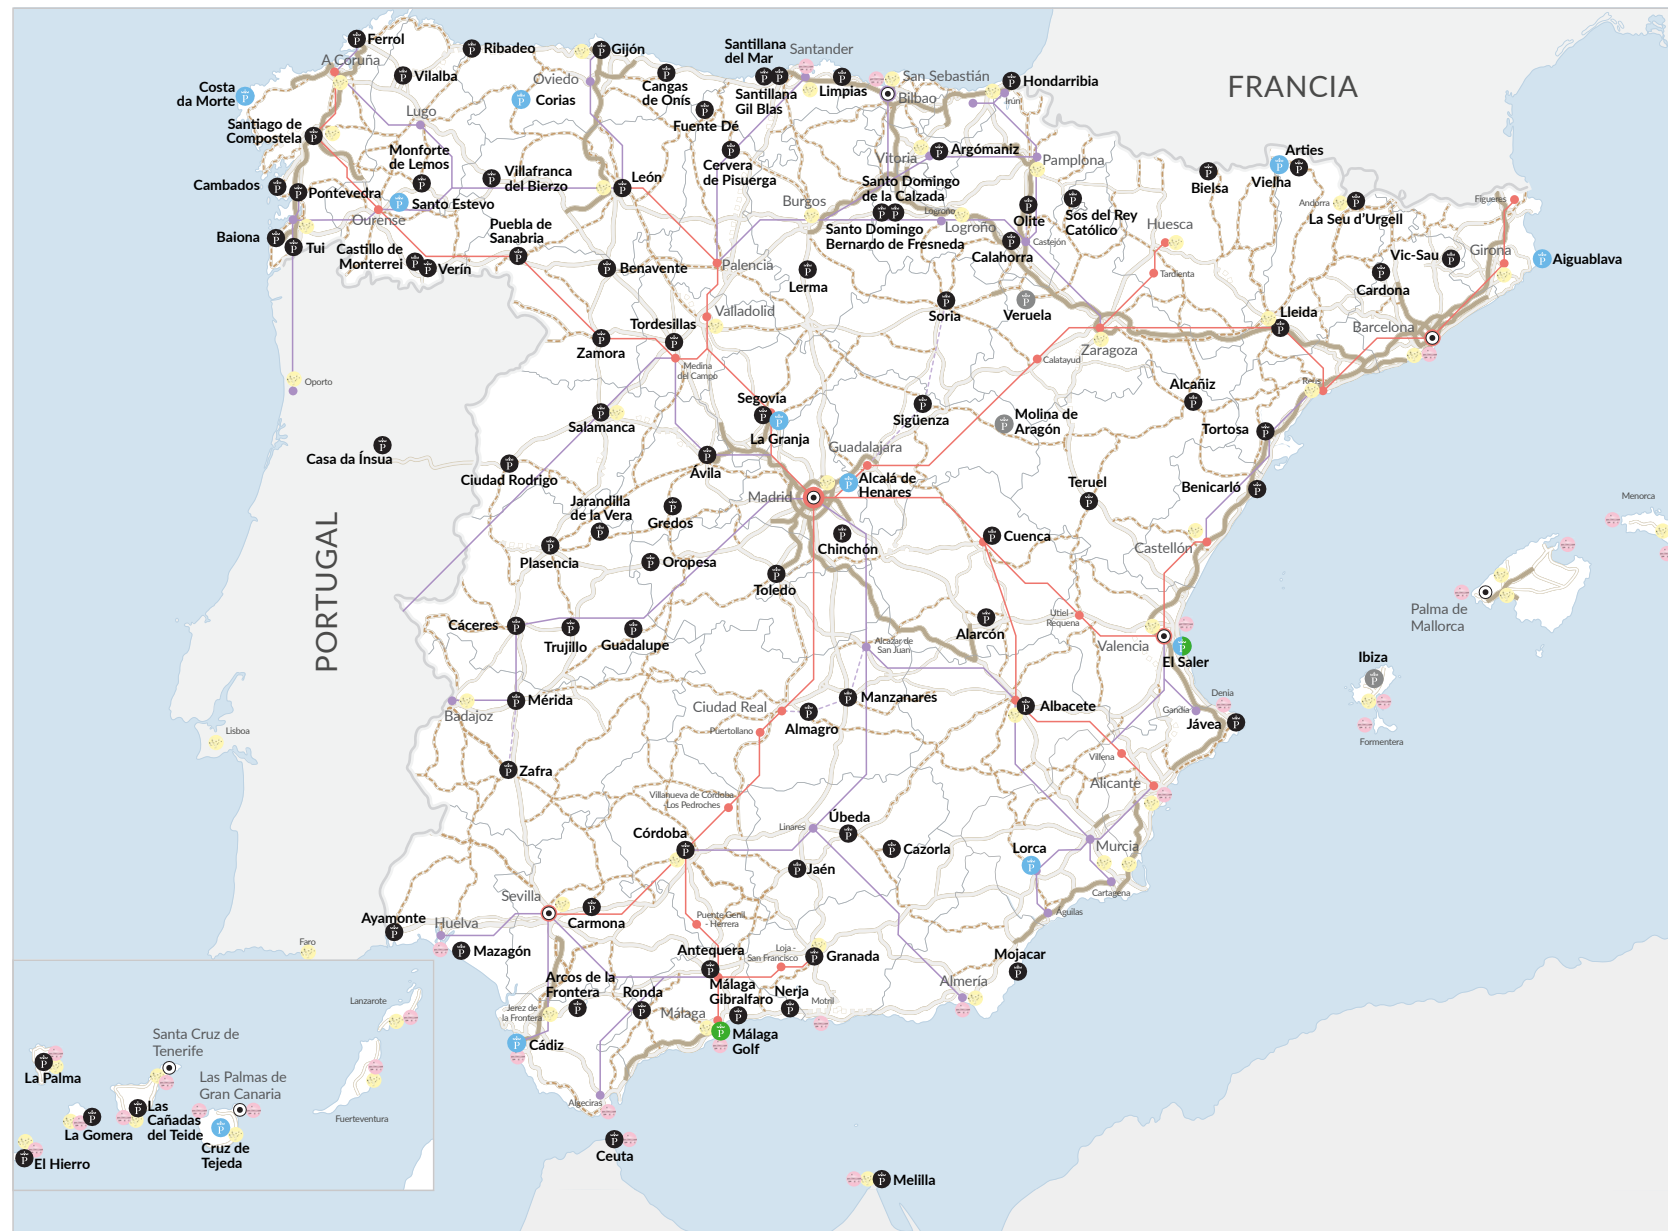 Ferrol
Ribadeo
Gijón
Santillana
del Mar
Santander
A Coruña
Vilalba
Oviedo
Cangas
de Onís
Santillana
Gil Blas
Limpias
San Sebastián
Bilbao
Hondarribia
Irún
FRANCIA
Costa
da Morte
Corias
Lugo
Fuente Dé
Santiago de
Compostela
Monforte
de Lemos
Villafranca
del Bierzo
León
Cervera
de Pisuerga
Vitoria
Argómaniz
Pamplona
Bielsa
Vielha
Arties
Cambados
Pontevedra
Santo Estevo
Ourense
Burgos
Santo Domingo
de la Calzada
Santo Domingo
Bernardo de Fresneda
Logroño
Logroño
Olite
Sos del Rey
Católico
Huesca
Andorra
La Seu d'Urgell
Figueres
Baiona
Tui
Castillo de
Monterrei
Verín
Puebla de
Sanabria
Benavente
Palencia
Lerma
Calahorra
Castejón
Tardienta
Vic-Sau
Girona
Cardona
Aiguablava
Tordesillas
Valladolid
Soria
Veruela
Zaragoza
Lleida
Barcelona
Zamora
Medina
del Campo
Calatayud
Reus
Oporto
Salamanca
Segovia
La Granja
Sigüenza
Molina de
Aragón
Alcañiz
Tortosa
Casa da Ínsua
Ciudad Rodrigo
Ávila
Guadalajara
Alcalá de
Henares
Madrid
Teruel
Benicarló
Menorca
Jarandilla
de la Vera
Gredos
Chinchón
Cuenca
Castellón
PORTUGAL
Plasencia
Oropesa
Toledo
Cáceres
Trujillo
Guadalupe
Alcázar de
San Juan
Alarcón
Utiel -
Requena
Valencia
El Saler
Palma de
Mallorca
Ibiza
Formentera
Mérida
Badajoz
Ciudad Real
Manzanares
Almagro
Puertollano
Albacete
Denia
Gandia
Jávea
Lisboa
Zafra
Villena
Alicante
Villanueva de Córdoba
-Los Pedroches
Córdoba
Linares
Úbeda
Cazorla
Jaén
Lorca
Murcia
Cartagena
Águilas
Sevilla
Carmona
Ayamonte
Huelva
Mazagón
Faro
Puente Genil
- Herrera
Antequera
Loja -
San Francisco
Granada
Mojacar
Almería
Arcos de la
Frontera
Ronda
Málaga
Gibralfaro
Nerja
Motril
Málaga
Málaga
Golf
Jerez de
la Frontera
Cádiz
Algeciras
Ceuta
Melilla
Lanzarote
Santa Cruz de
Tenerife
Las Palmas de
Gran Canaria
Fuerteventura
La Palma
Las
Cañadas
del Teide
La Gomera
El Hierro
Cruz de
Tejeda